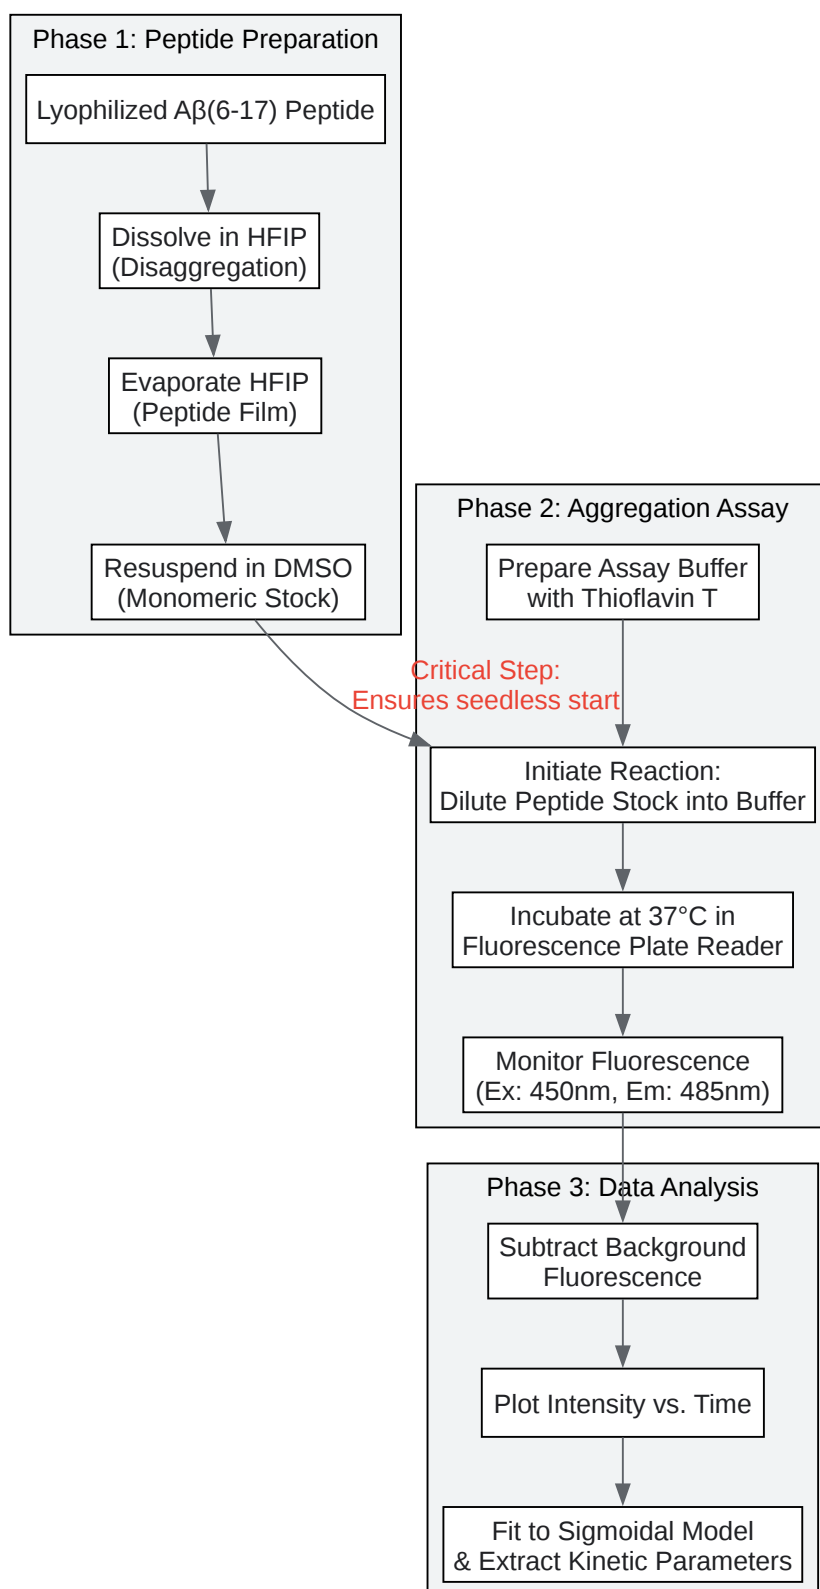 Phase 1: Peptide Preparation
Lyophilized Aβ(6-17) Peptide
Dissolve in HFIP
(Disaggregation)
Evaporate HFIP
(Peptide Film)
Resuspend in DMSO
(Monomeric Stock)
Phase 2: Aggregation Assay
Prepare Assay Buffer
with Thioflavin T
Critical Step:
Ensures seedless start
Initiate Reaction:
Dilute Peptide Stock into Buffer
Incubate at 37°C in
Fluorescence Plate Reader
Monitor Fluorescence
(Ex: 450nm, Em: 485nm)
Phase 3: Data Analysis
Subtract Background
Fluorescence
Plot Intensity vs. Time
Fit to Sigmoidal Model
& Extract Kinetic Parameters